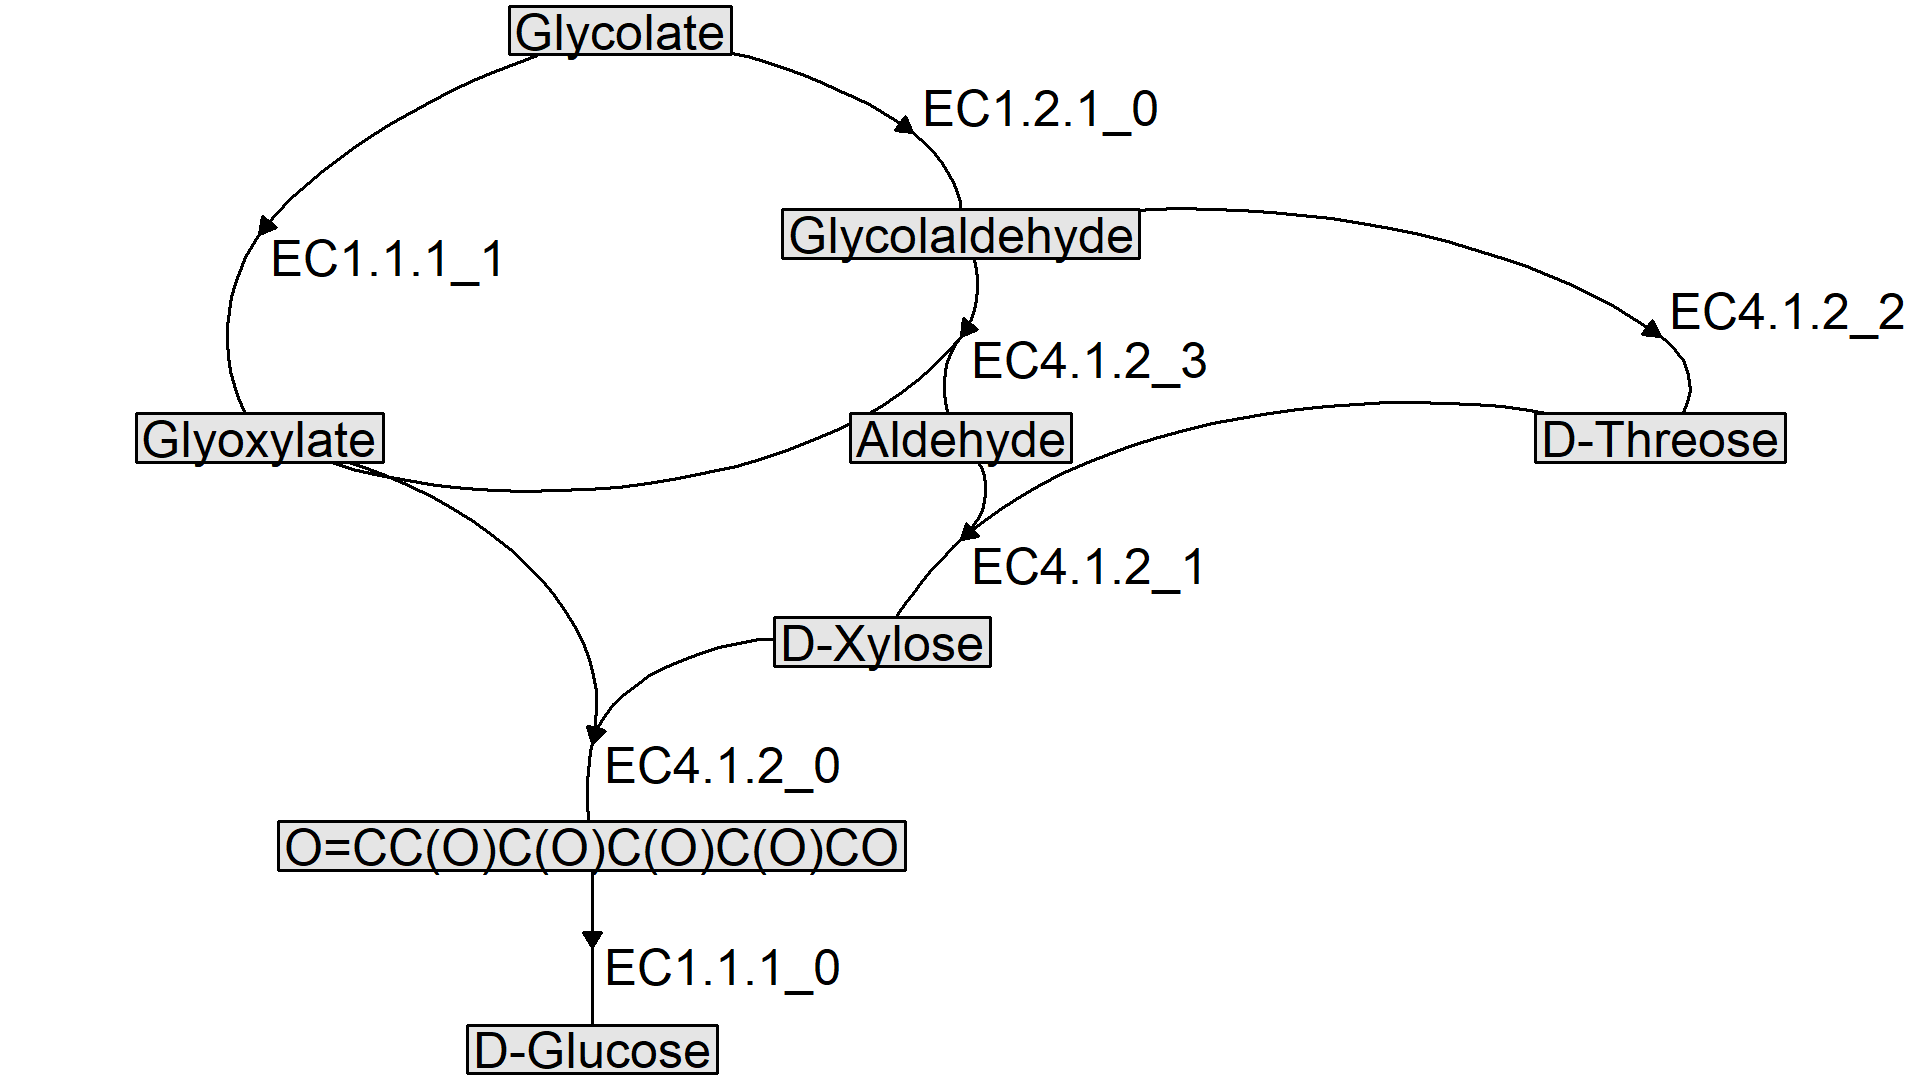 Glycolate
EC1.2.1_0
Glycolaldehyde
EC1.1.1_1
EC4.1.2_2
EC4.1.2_3
Glyoxylate
Aldehyde
D-Threose
EC4.1.2_1
D-Xylose
EC4.1.2_0
O=CC(O)C(O)C(O)C(O)CO
EC1.1.1_0
D-Glucose